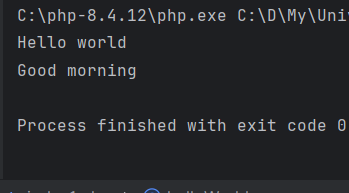 C:\php-8.4.12\php.exe C:\D\My\Uni
Hello world
Good morning
Process finished with exit code 0